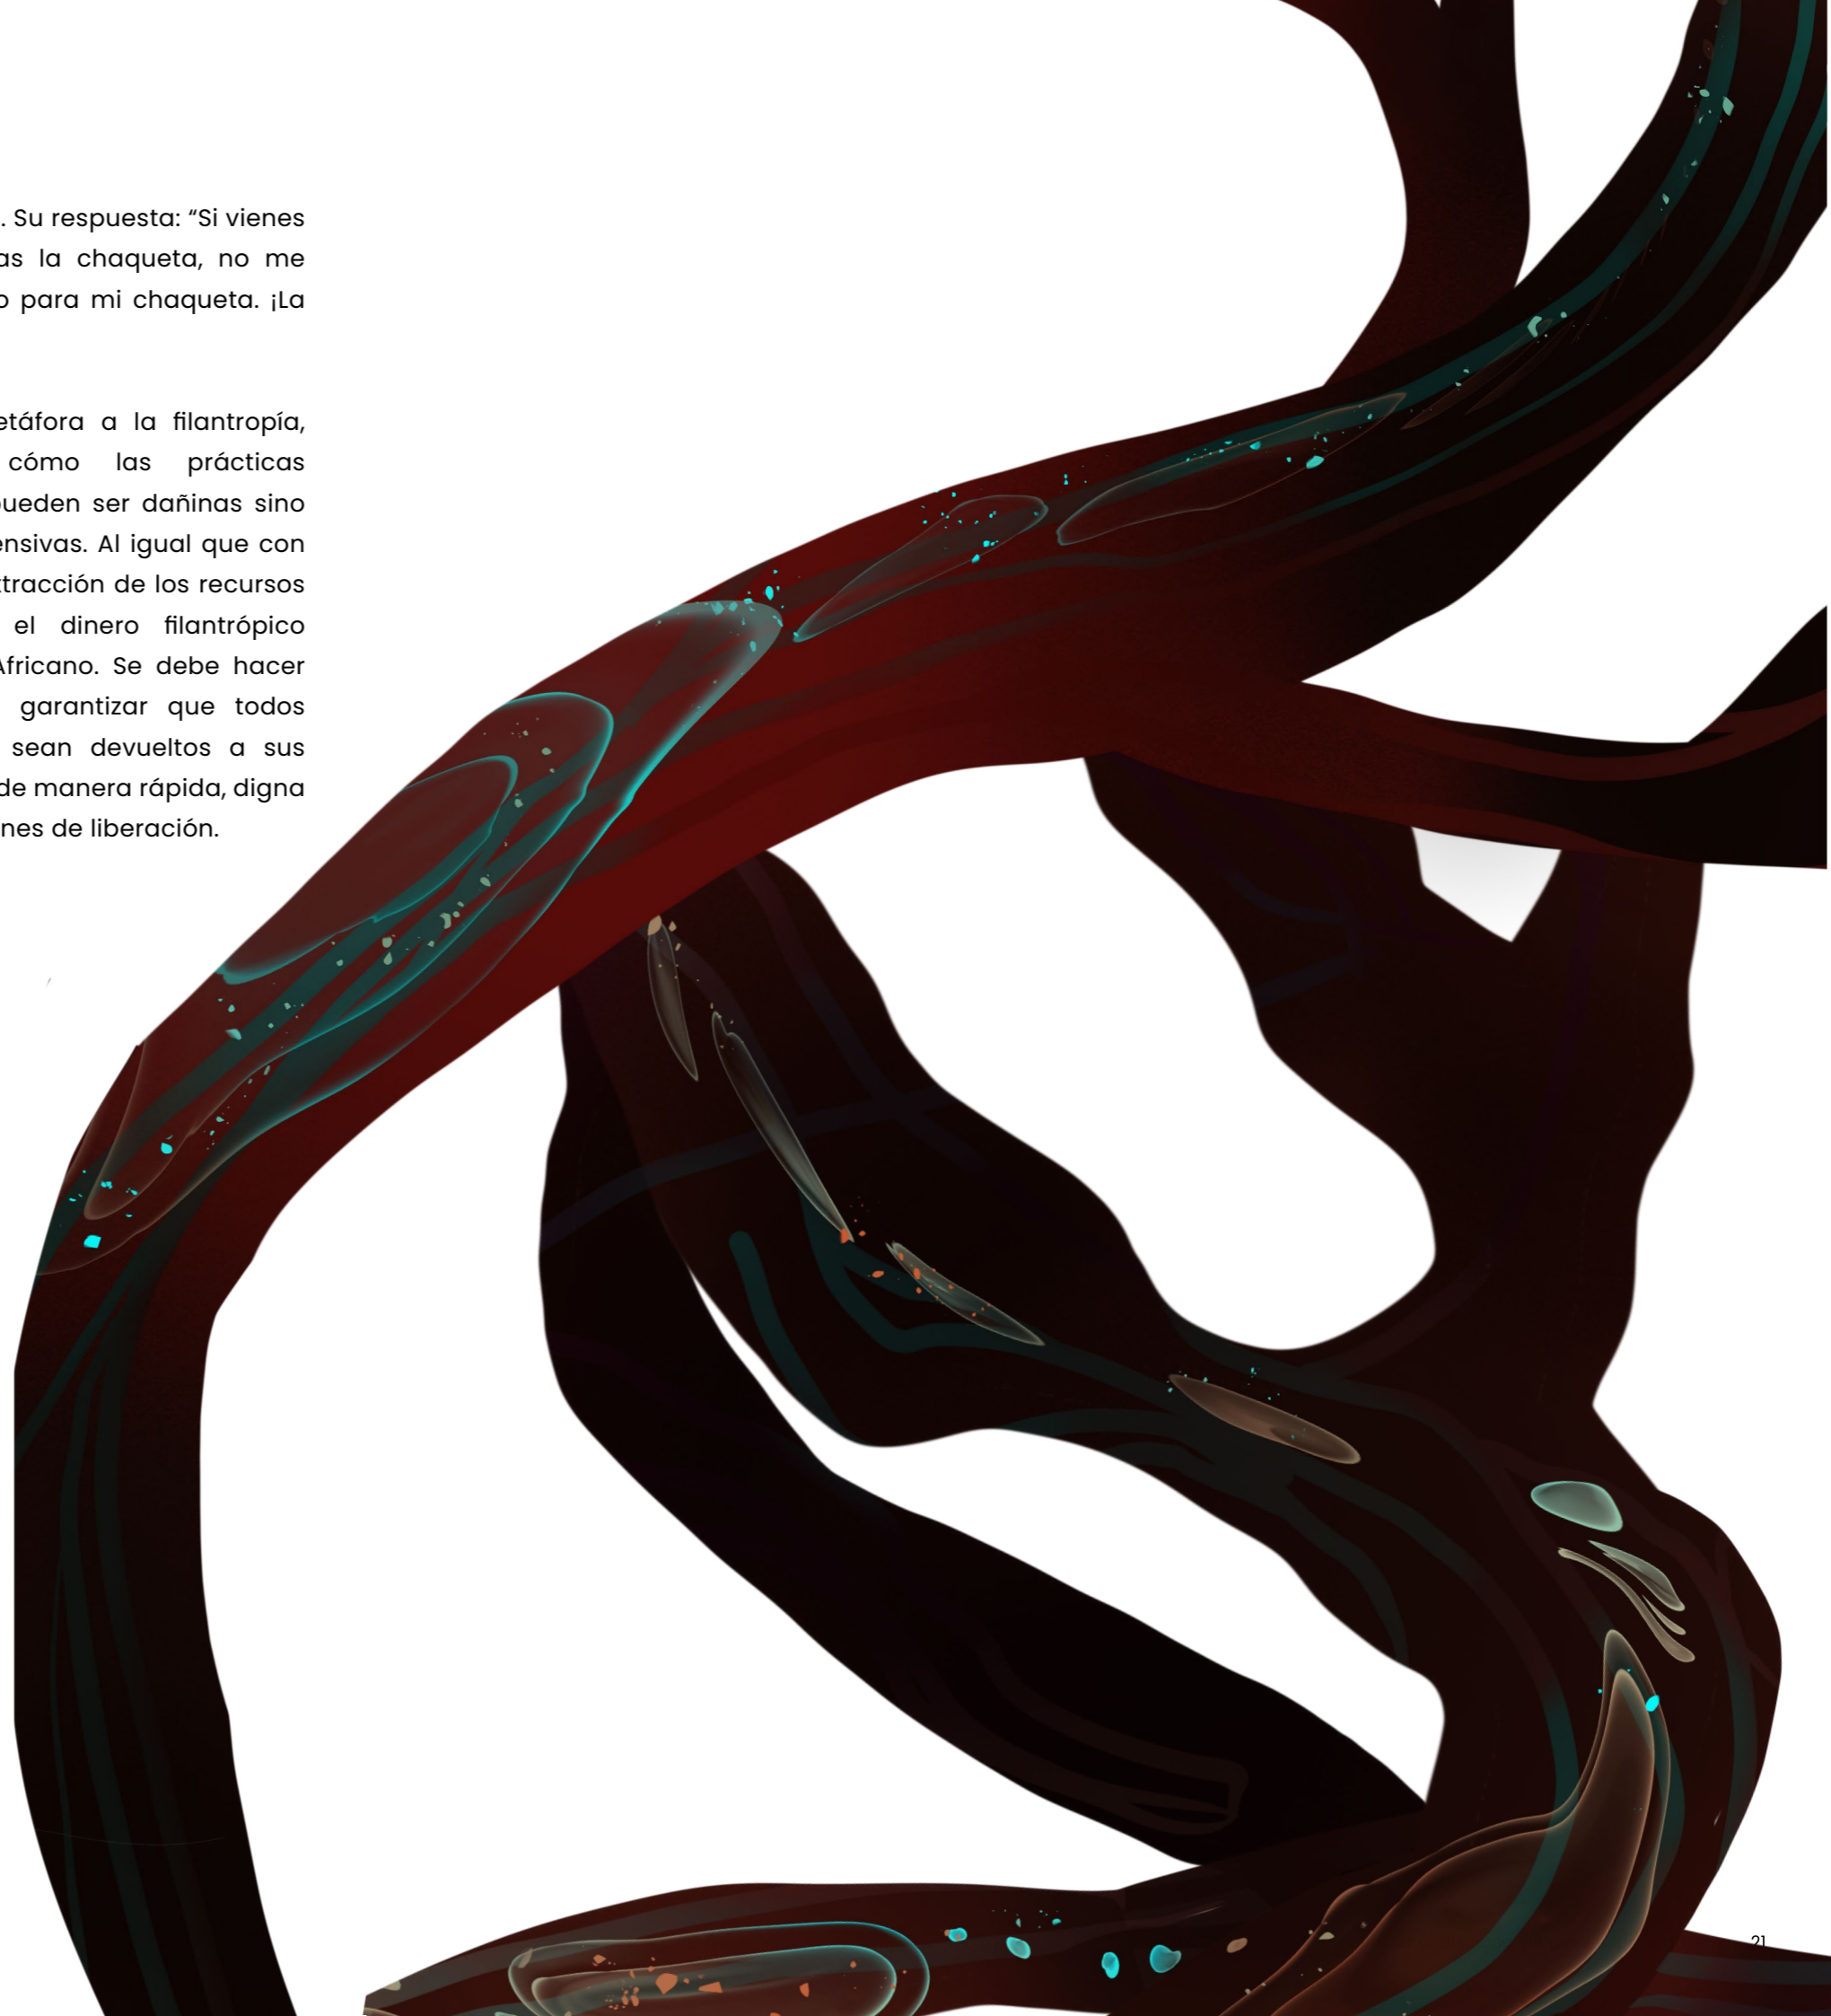 . Su respuesta: “Si vienes
as la chaqueta, no me
o para mi chaqueta. ¡La
etáfora a la filantropía,
cómo las prácticas
pueden ser dañinas sino
ensivas. Al igual que con
xtracción de los recursos
el dinero filantrópico
Africano. Se debe hacer
garantizar que todos
sean devueltos a sus
de manera rápida, digna
nes de liberación.
21